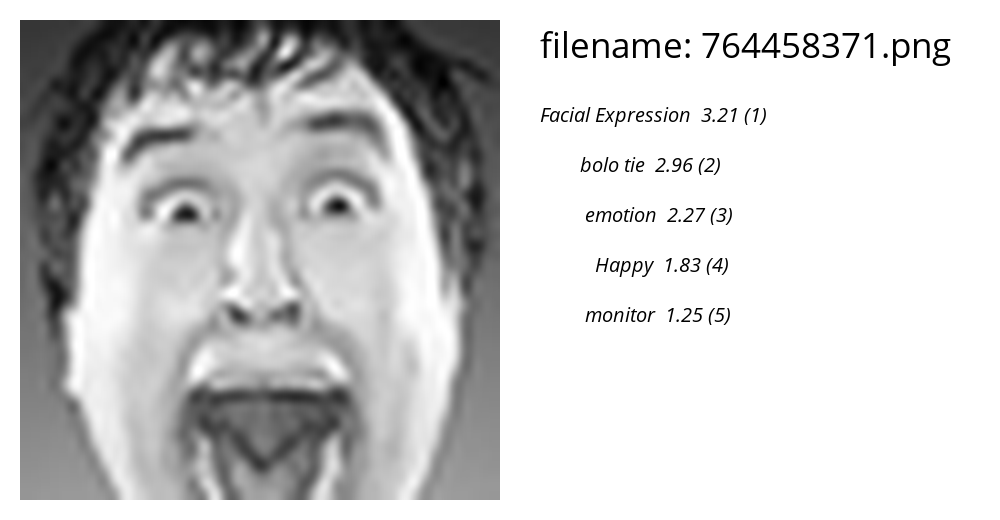 filename: 764458371.png
Facial Expression 3.21 (1)
bolo tie 2.96 (2)
emotion 2.27 (3)
Happy 1.83 (4)
monitor 1.25 (5)